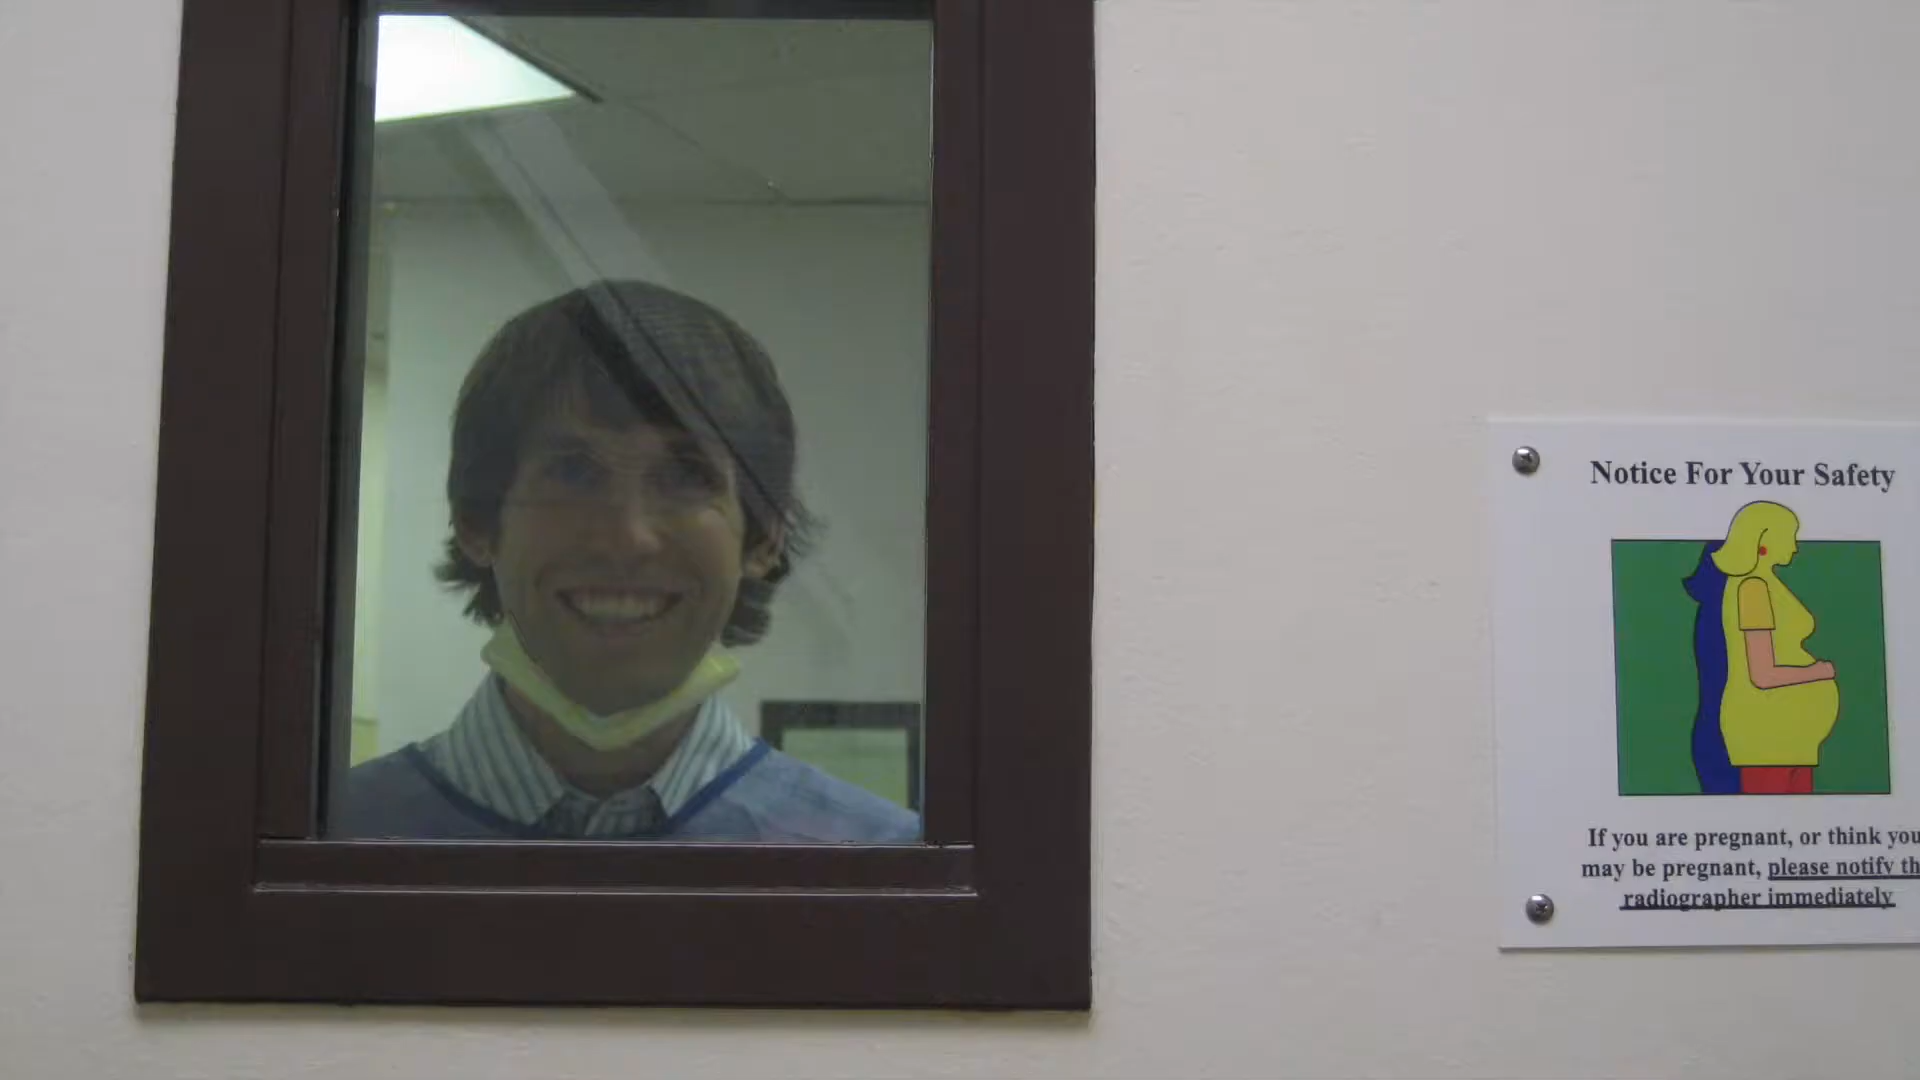 Notice For Your Safety
If you are pregnant, or think you
may be pregnant, please notify th
radiographer immediately